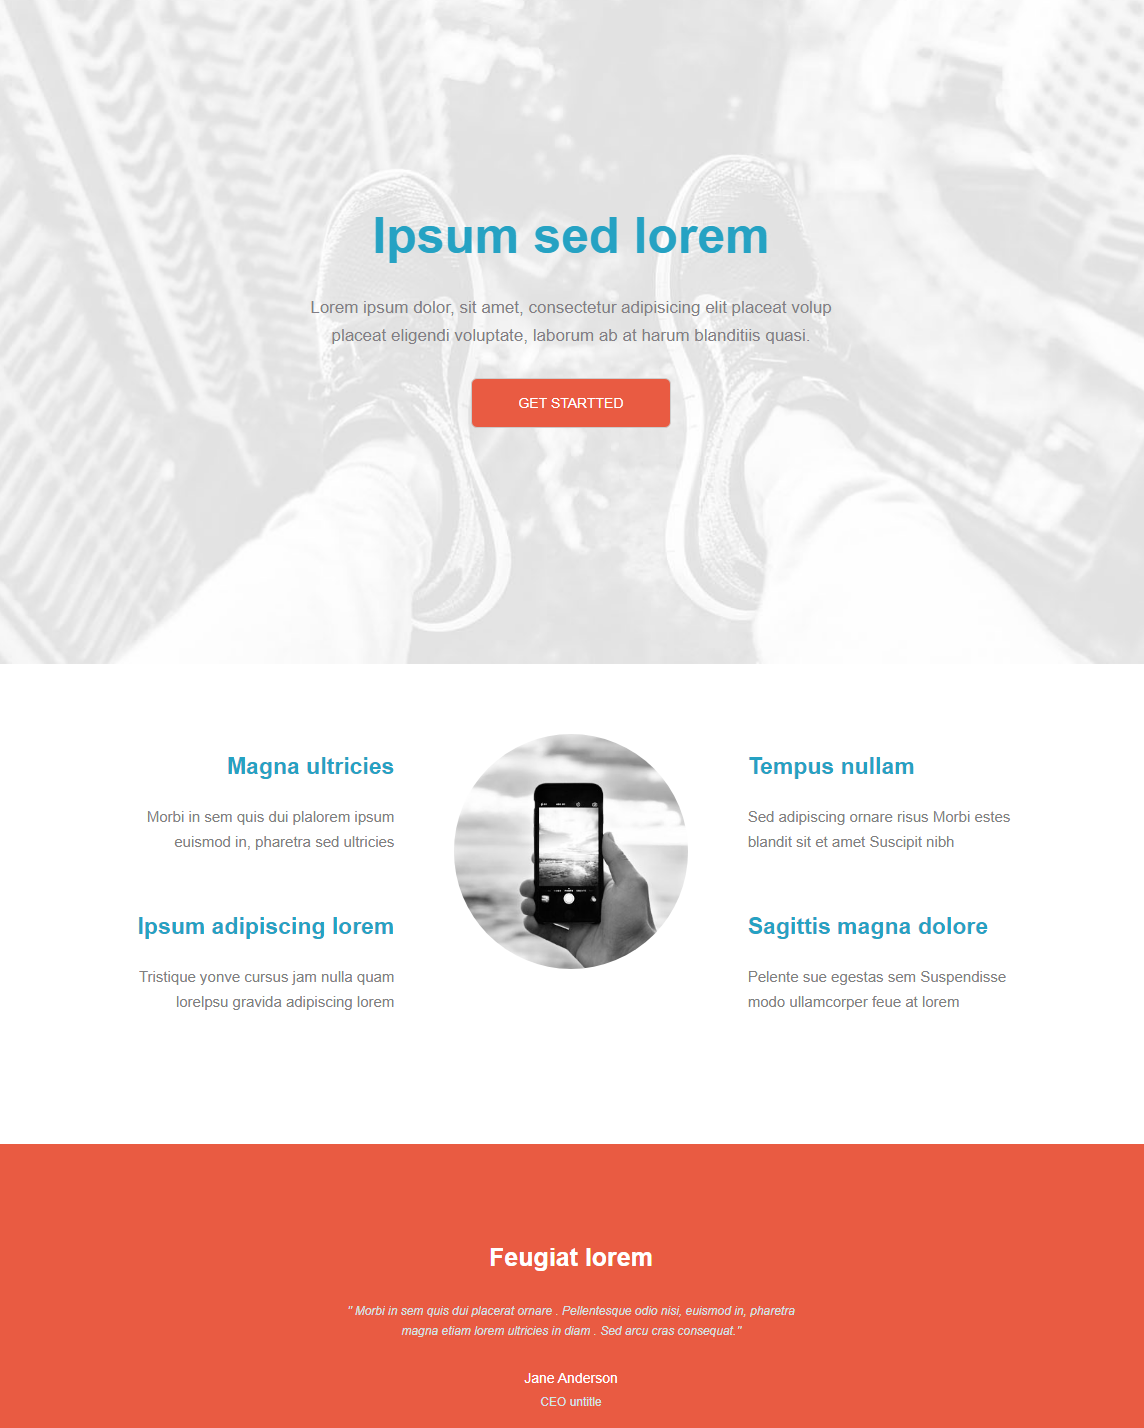 Ipsum sed lorem
Lorem ipsum dolor, sit amet, consectetur adipisicing elit placeat volup
placeat eligendi voluptate, laborum ab at harum blanditiis quasi.
GET STARTTED
Magna ultricies
Morbi in sem quis dui plalorem ipsum
euismod in, pharetra sed ultricies
Ipsum adipiscing lorem
Tristique yonve cursus jam nulla quam
lorelpsu gravida adipiscing lorem
Tempus nullam
Sed adipiscing ornare risus Morbi estes
blandit sit et amet Suscipit nibh
Sagittis magna dolore
Pelente sue egestas sem Suspendisse
modo ullamcorper feue at lorem
Feugiat lorem
" Morbi in sem quis dui placerat ornare . Pellentesque odio nisi, euismod in, pharetra
magna etiam lorem ultricies in diam . Sed arcu cras consequat."
Jane Anderson
CEO untitle